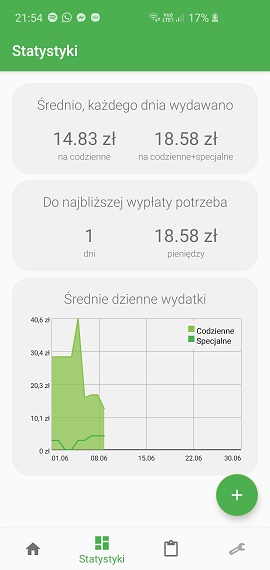 21:54 Vo) LTE1 17%
Statystyki
Średnio, każdego dnia wydawano
14.83 zł 18.58 zł
na codzienne na codzienne+specjalne
Do najbliższej wypłaty potrzeba
1 18.58 zł
dni pieniędzy
Średnie dzienne wydatki
40,6 zł
30,4 zł
20,3 zł
10,1 zł
0 zł
Codzienne
Specjalne
01.06 08.06 15.06 22.06 30.06
+
Statystyki